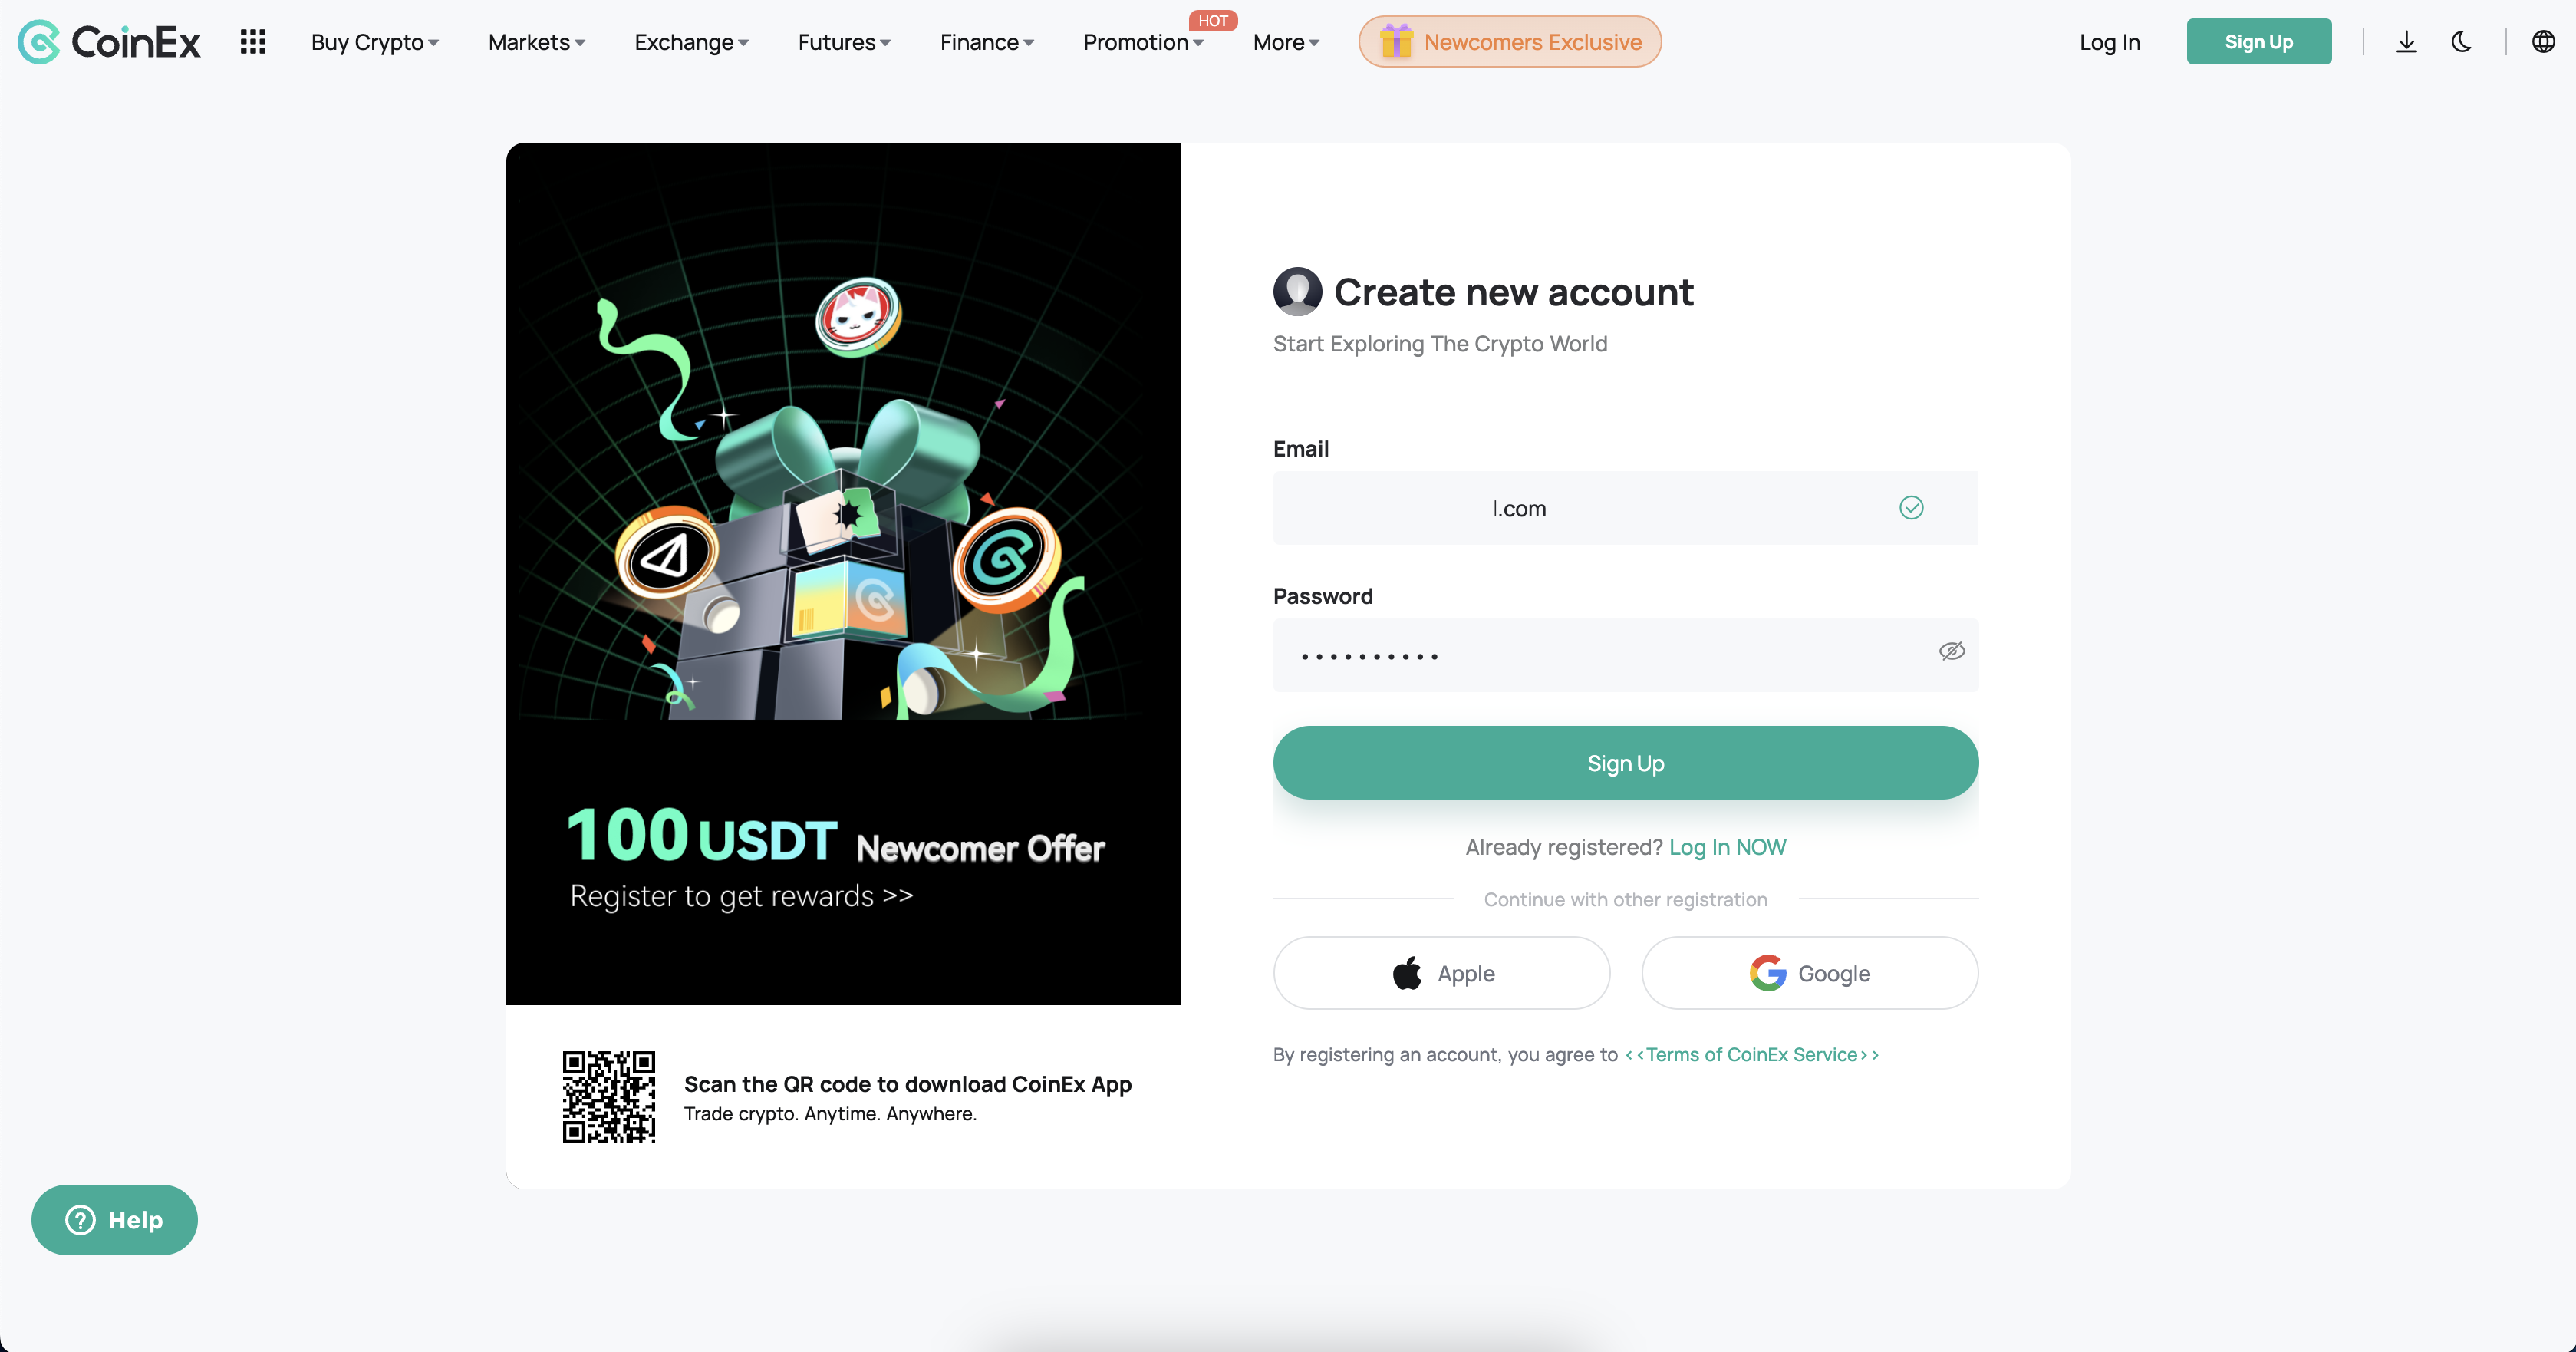 CoinEx
Buy Crypto
Markets
Exchange
Futures
Finance
Promotion
HOT
More
Newcomers Exclusive
Log In
Sign Up
100 USDT Newcomer Offer
Register to get rewards >>
Scan the QR code to download CoinEx App
Trade crypto. Anytime. Anywhere.
Create new account
Start Exploring The Crypto World
Email
.com
Password
Sign Up
Already registered? Log In NOW
Continue with other registration
Apple
Google
By registering an account, you agree to <<Terms of CoinEx Service>>
Help